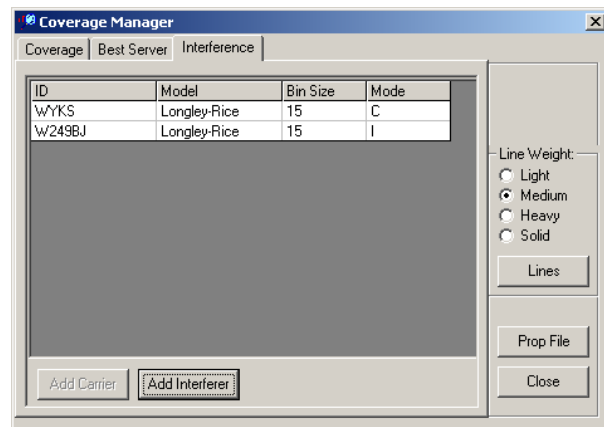 Coverage Manager
Coverage Best Server Interference
ID Model Bin Size Mode
WYKS Longley-Rice 15 C
W249BJ Longley-Rice 15 I
Line Weight:
Light
Medium
Heavy
Solid
Lines
Prop File
Add Carrier Add Interferer Close